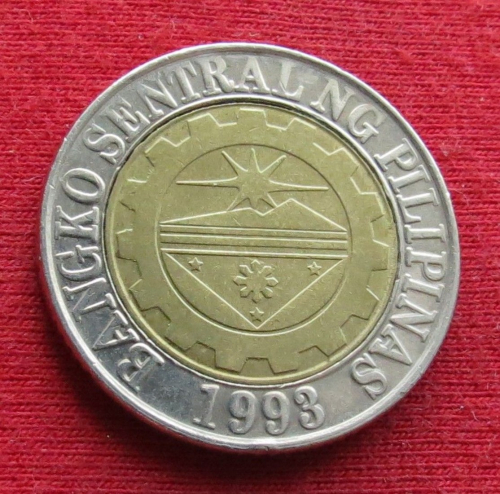 BANGKO SENTRAL NG PILIPINAS
1993